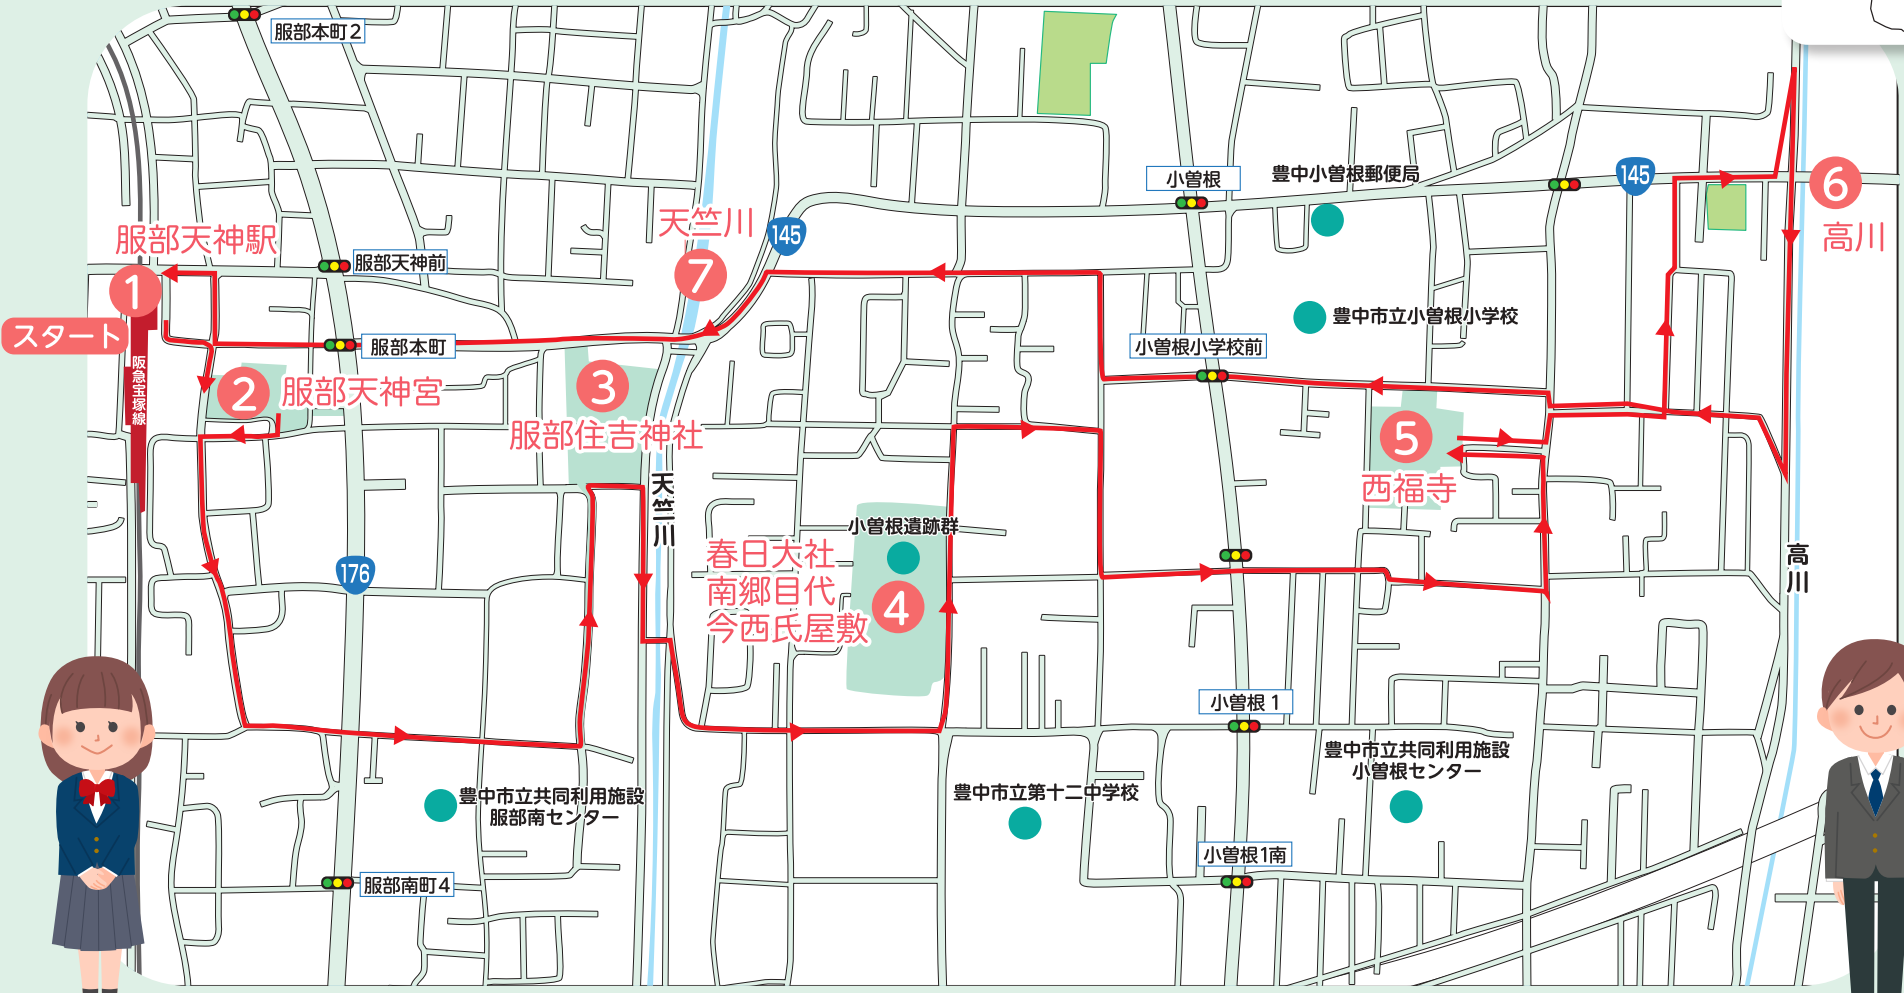 服部本町2
小曽根
豊中小曽根郵便局
145
6
高川
服部天神駅
天竺川
145
服部天神前
1
7
スタート
服部本町
豊中市立小曽根小学校
小曽根小学校前
阪急宝塚線
2
服部天神宮
3
服部住吉神社
5
西福寺
天竺川
小曽根遺跡群
春日大社
南郷目代
今西氏屋敷
4
176
高川
小曽根1
豊中市立共同利用施設
小曽根センター
豊中市立共同利用施設
服部南センター
豊中市立第十二中学校
小曽根1南
服部南町4